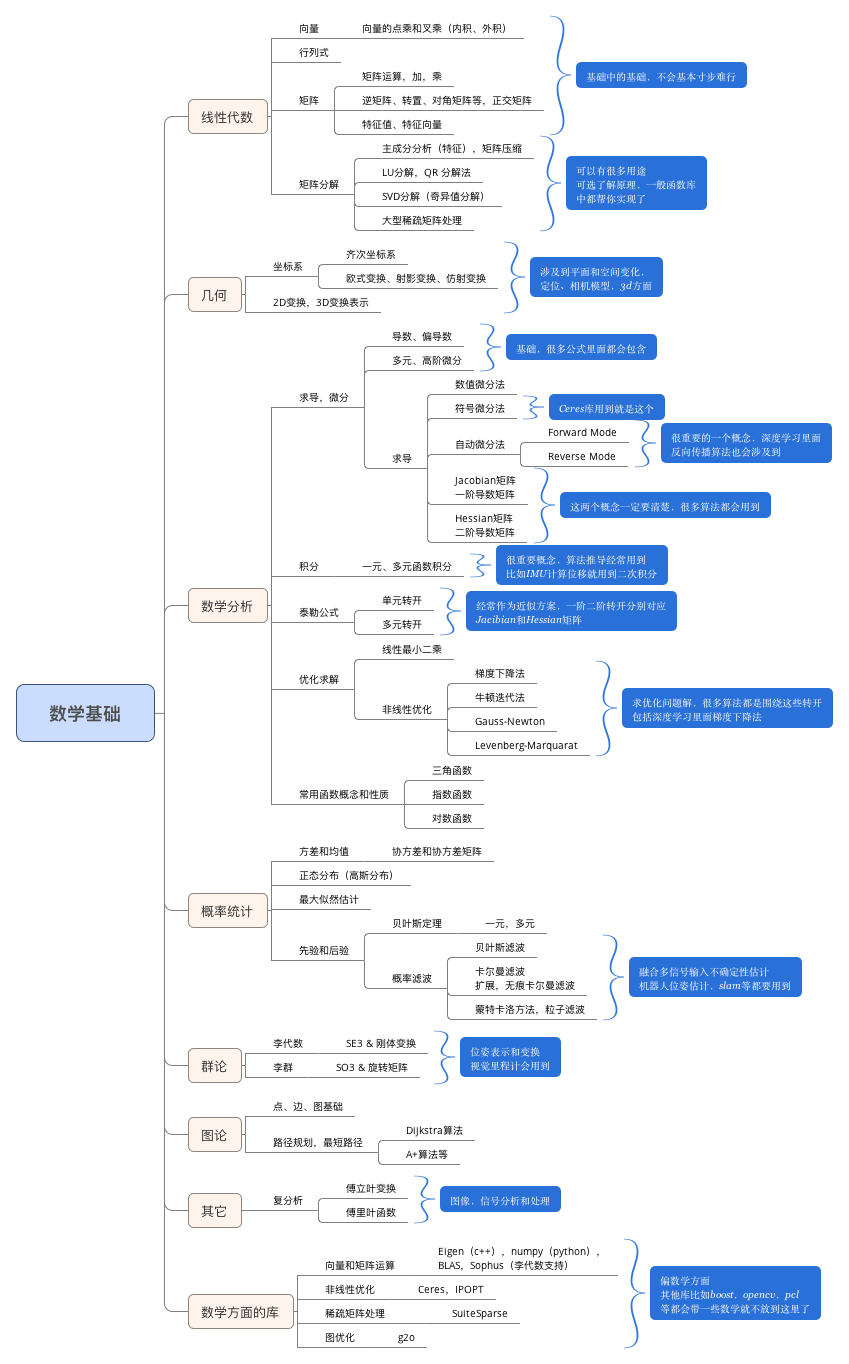 数学基础
线性代数
向量
向量的点乘和叉乘（内积、外积）
行列式
矩阵
矩阵运算，加，乘
逆矩阵、转置、对角矩阵等，正交矩阵
特征值、特征向量
基础中的基础，不会基本寸步难行
矩阵分解
主成分分析（特征），矩阵压缩
LU分解，QR 分解法
SVD分解（奇异值分解）
大型稀疏矩阵处理
可以有很多用途
可选了解原理，一般函数库
中都帮你实现了
几何
坐标系
齐次坐标系
欧式变换、射影变换、仿射变换
2D变换，3D变换表示
涉及到平面和空间变化，
定位、相机模型，3d方面
数学分析
求导，微分
导数、偏导数
多元、高阶微分
基础，很多公式里面都会包含
求导
数值微分法
符号微分法
Ceres库用到就是这个
自动微分法
Forward Mode
Reverse Mode
很重要的一个概念，深度学习里面
反向传播算法也会涉及到
Jacobian矩阵
一阶导数矩阵
Hessian矩阵
二阶导数矩阵
这两个概念一定要清楚，很多算法都会用到
积分
一元、多元函数积分
很重要概念，算法推导经常用到
比如IMU计算位移就用到二次积分
泰勒公式
单元转开
多元转开
经常作为近似方案，一阶二阶转开分别对应
Jacibian和Hessian矩阵
优化求解
线性最小二乘
非线性优化
梯度下降法
牛顿迭代法
Gauss-Newton
Levenberg-Marquarat
求优化问题解，很多算法都是围绕这些转开
包括深度学习里面梯度下降法
常用函数概念和性质
三角函数
指数函数
对数函数
概率统计
方差和均值
协方差和协方差矩阵
正态分布（高斯分布）
最大似然估计
先验和后验
贝叶斯定理
一元，多元
概率滤波
贝叶斯滤波
卡尔曼滤波
扩展，无痕卡尔曼滤波
蒙特卡洛方法，粒子滤波
融合多信号输入不确定性估计
机器人位姿估计，slam等都要用到
群论
李代数
SE3 & 刚体变换
李群
SO3 & 旋转矩阵
位姿表示和变换
视觉里程计会用到
图论
点、边、图基础
路径规划，最短路径
Dijkstra算法
A+算法等
其它
复分析
傅立叶变换
傅里叶函数
图像，信号分析和处理
数学方面的库
向量和矩阵运算
Eigen（c++），numpy（python），
BLAS，Sophus（李代数支持）
非线性优化
Ceres，IPOPT
稀疏矩阵处理
SuiteSparse
图优化
g2o
偏数学方面
其他库比如boost，opencv，pcl
等都会带一些数学就不放到这里了